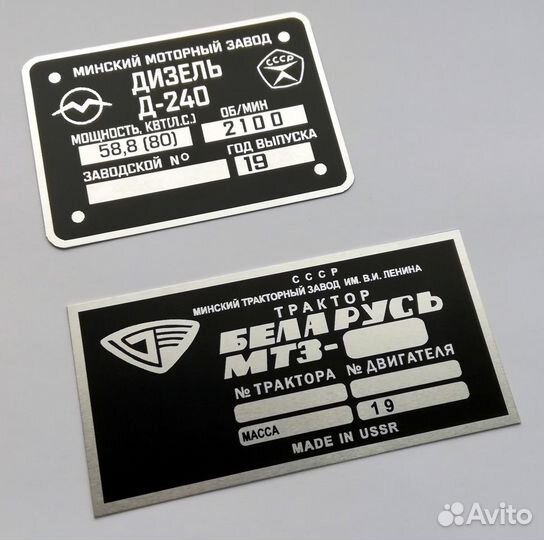 МИНСКИЙ МОТОРНЫЙ ЗАВОД
ДИЗЕЛЬ
Д-240
СССР
МОЩНОСТЬ, КВТ(Л.С.) ОБ/МИН
58,8 (80) 2100
ЗАВОДСКОЙ № ГОД ВЫПУСКА
19
СССР
МИНСКИЙ ТРАКТОРНЫЙ ЗАВОД ИМ. В.И. ЛЕНИНА
ТРАКТОР
БЕЛАРУСЬ
МТЗ-
№ ТРАКТОРА № ДВИГАТЕЛЯ
МАССА 19
MADE IN USSR
Avito